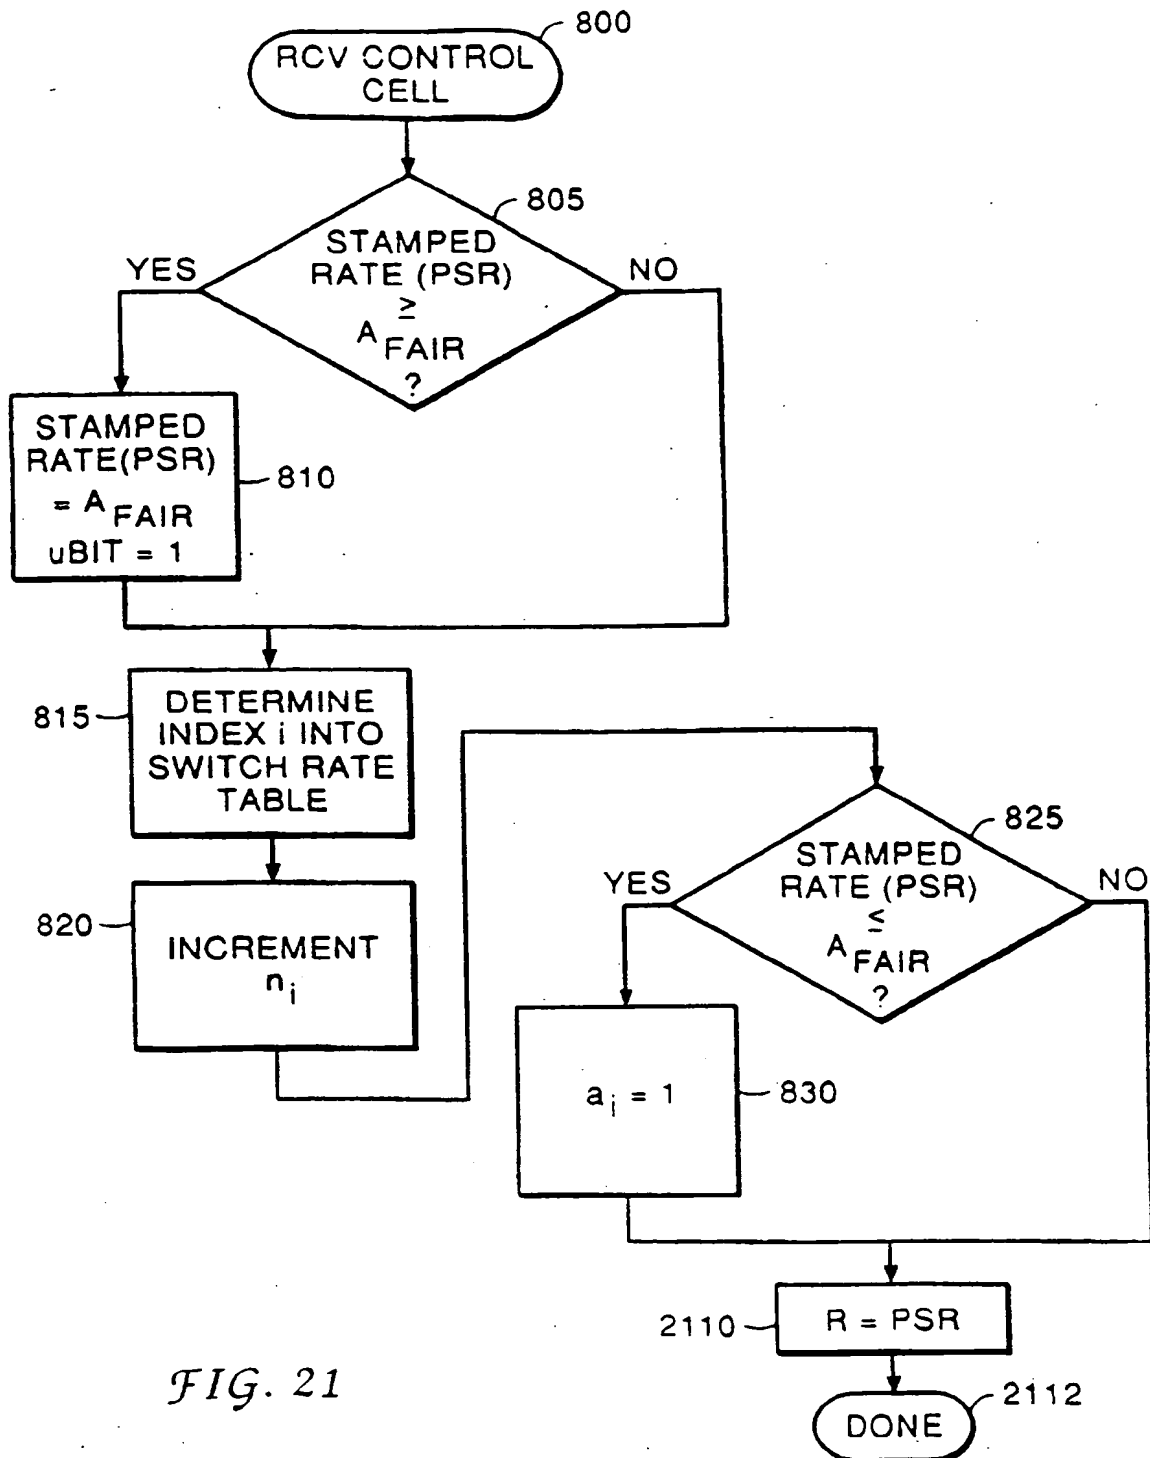 800
RCV CONTROL
CELL
805
STAMPED
RATE (PSR)
≥
A FAIR
?
YES
NO
STAMPED
RATE(PSR)
= A FAIR
uBIT = 1
810
815
DETERMINE
INDEX i INTO
SWITCH RATE
TABLE
820
INCREMENT
n i
825
STAMPED
RATE (PSR)
≤
A FAIR
?
YES
NO
a i = 1
830
2110
R = PSR
2112
DONE
FIG. 21